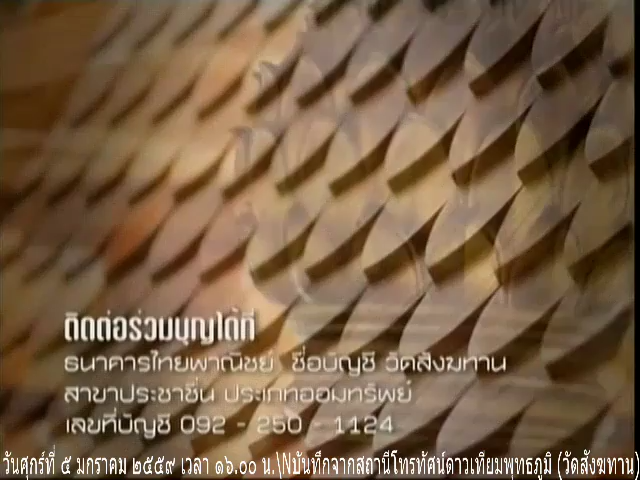 ติดต่อร่วมบุญได้ที่
ธนาคารไทยพาณิชย์ ชื่อบัญชี วัดสังฆทาน
สาขาประชาชื่น ประเภทออมทรัพย์
เลขที่บัญชี 092 - 250 - 1124
วันศุกร์ที่ ๕ มกราคม ๒๕๕๙ เวลา ๑๖.๐๐ น.\Nบันทึกจากสถานีโทรทัศน์ดาวเทียมพุทธภูมิ (วัดสังฆทาน)